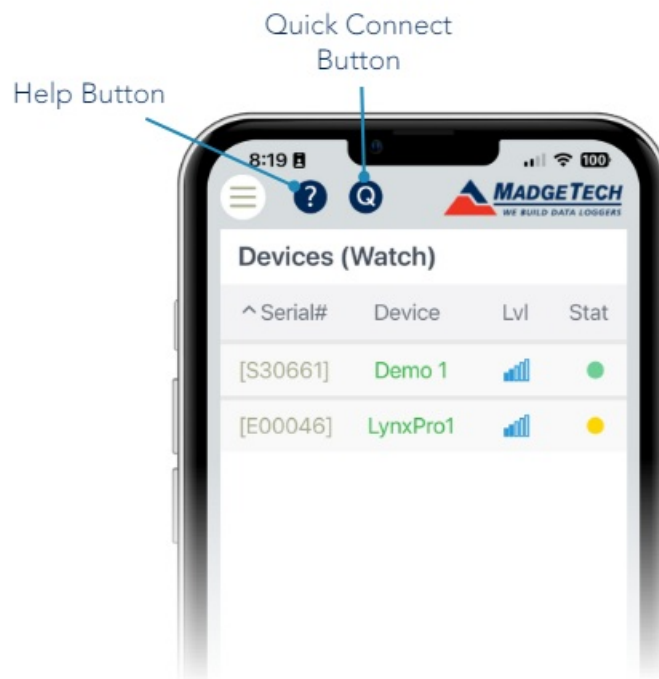 Quick Connect
Button
Help Button
8:19
100
?
Q
MADGETECH
WE BUILD DATA LOGGERS
Devices (Watch)
^ Serial# Device Lvl Stat
[S30661] Demo 1
[E00046] LynxPro1